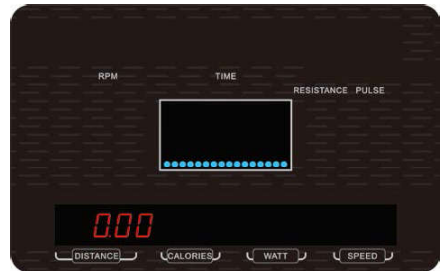 RPM TIME
RESISTANCE PULSE
0.00
DISTANCE CALORIES WATT SPEED